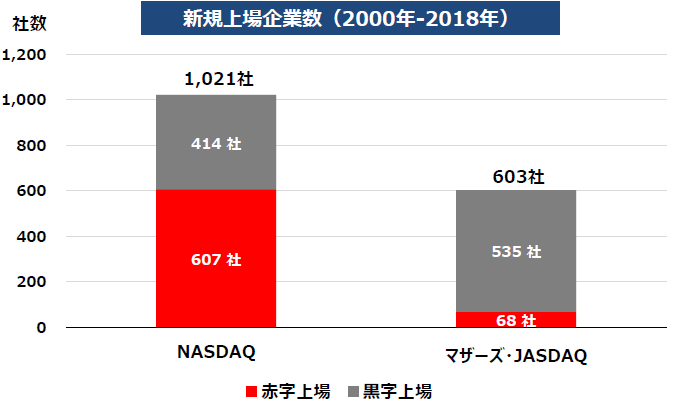 新規上場企業数（2000年-2018年）
社数
1,200
1,000
800
600
400
200
0
1,021社
414 社
607 社
603社
535 社
68 社
NASDAQ
マザーズ・JASDAQ
赤字上場 黒字上場